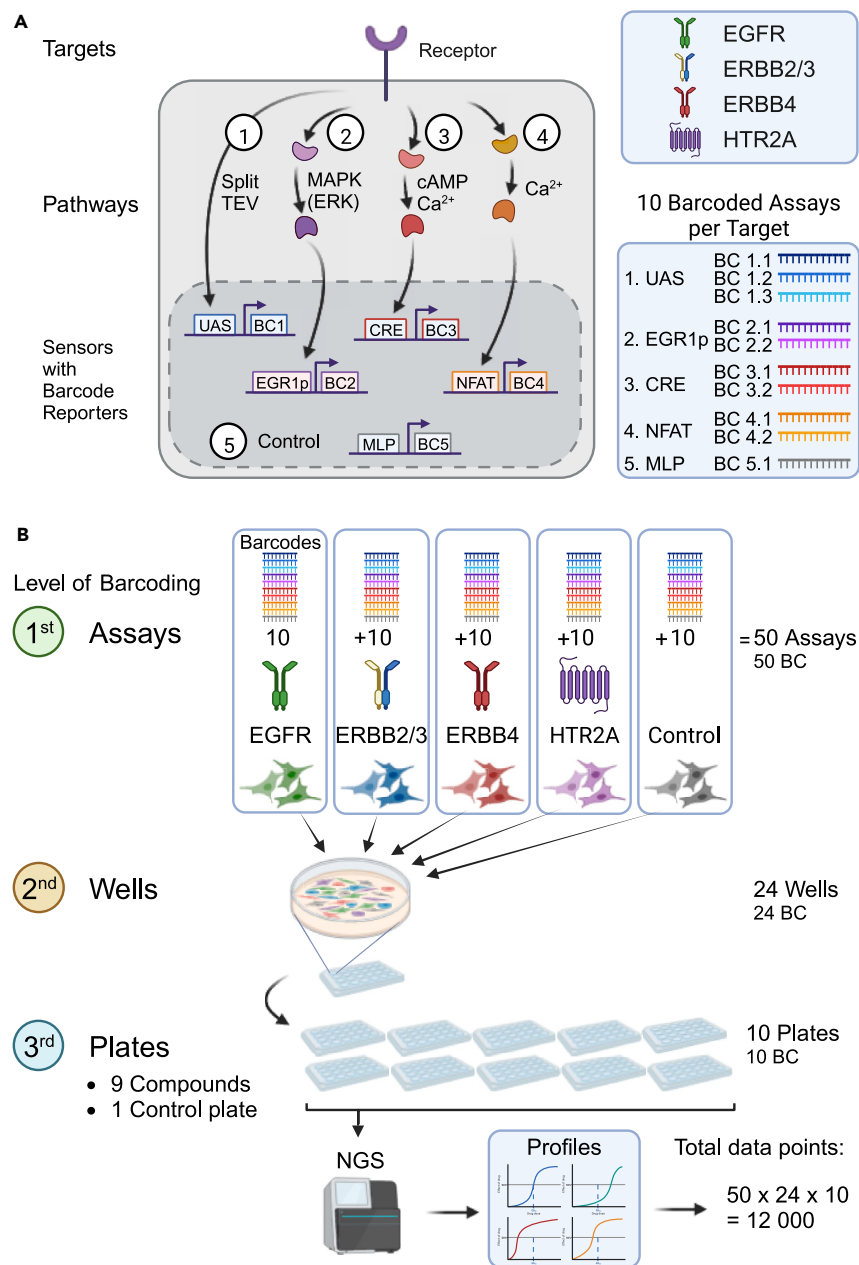 A
Targets
Receptor
EGFR
ERBB2/3
ERBB4
HTR2A
1
2
3
4
Split
TEV
MAPK
(ERK)
cAMP
Ca²⁺
Ca²⁺
Pathways
Sensors
with
Barcode
Reporters
UAS BC1
CRE BC3
EGR1p BC2
NFAT BC4
5 Control
MLP BC5
10 Barcoded Assays
per Target
1. UAS
BC 1.1
BC 1.2
BC 1.3
2. EGR1p
BC 2.1
BC 2.2
3. CRE
BC 3.1
BC 3.2
4. NFAT
BC 4.1
BC 4.2
5. MLP
BC 5.1
B
Level of Barcoding
Barcodes
1st Assays
10 +10 +10 +10 +10
= 50 Assays
50 BC
EGFR ERBB2/3 ERBB4 HTR2A Control
2nd Wells
24 Wells
24 BC
3rd Plates
• 9 Compounds
• 1 Control plate
10 Plates
10 BC
NGS
Profiles
Total data points:
50 x 24 x 10
= 12 000